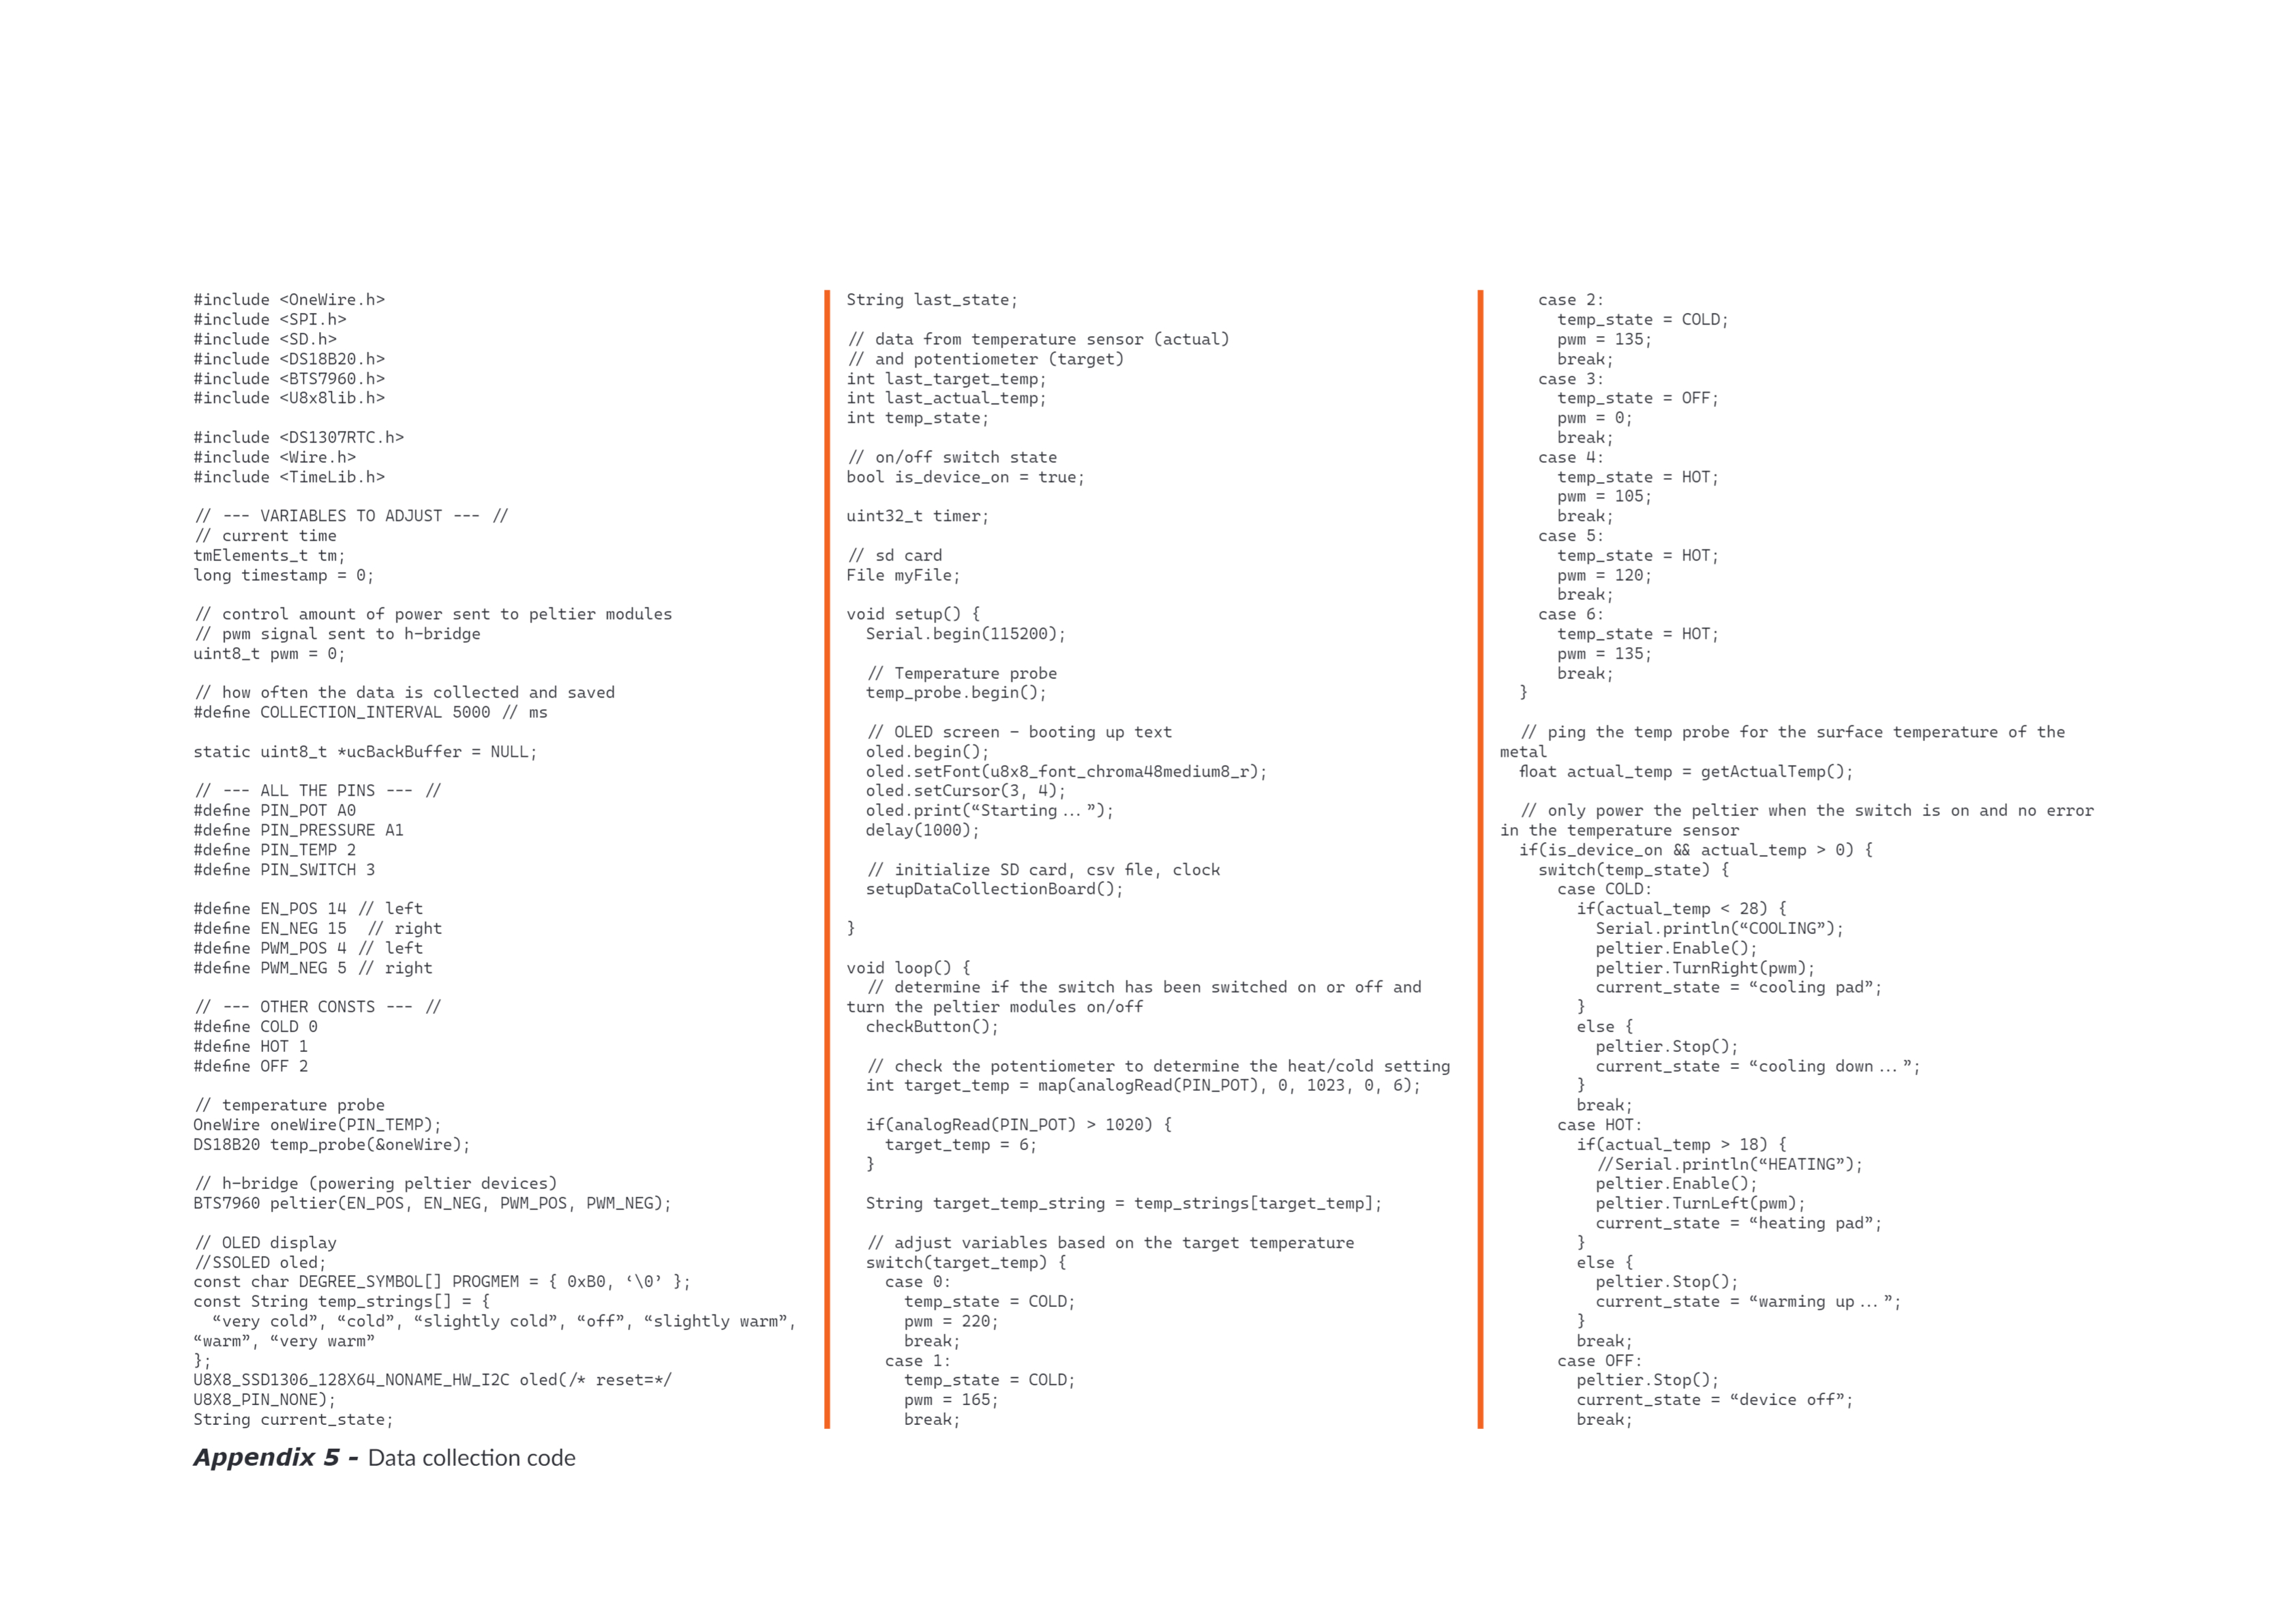 #include <OneWire.h>
#include <SPI.h>
#include <SD.h>
#include <DS18B20.h>
#include <BTS7960.h>
#include <U8x8lib.h>

#include <DS1307RTC.h>
#include <Wire.h>
#include <TimeLib.h>

// --- VARIABLES TO ADJUST --- //
// current time
tmElements_t tm;
long timestamp = 0;

// control amount of power sent to peltier modules
// pwm signal sent to h-bridge
uint8_t pwm = 0;

// how often the data is collected and saved
#define COLLECTION_INTERVAL 5000 // ms

static uint8_t *ucBackBuffer = NULL;

// --- ALL THE PINS --- //
#define PIN_POT A0
#define PIN_PRESSURE A1
#define PIN_TEMP 2
#define PIN_SWITCH 3

#define EN_POS 14 // left
#define EN_NEG 15  // right
#define PWM_POS 4 // left
#define PWM_NEG 5 // right

// --- OTHER CONSTS --- //
#define COLD 0
#define HOT 1
#define OFF 2

// temperature probe
OneWire oneWire(PIN_TEMP);
DS18B20 temp_probe(&oneWire);

// h-bridge (powering peltier devices)
BTS7960 peltier(EN_POS, EN_NEG, PWM_POS, PWM_NEG);

// OLED display
//SSOLED oled;
const char DEGREE_SYMBOL[] PROGMEM = { 0xB0, ‘\0’ };
const String temp_strings[] = {
  “very cold”, “cold”, “slightly cold”, “off”, “slightly warm”,
“warm”, “very warm”
};
U8X8_SSD1306_128X64_NONAME_HW_I2C oled(/* reset=*/
U8X8_PIN_NONE);
String current_state;
String last_state;

// data from temperature sensor (actual)
// and potentiometer (target)
int last_target_temp;
int last_actual_temp;
int temp_state;

// on/off switch state
bool is_device_on = true;

uint32_t timer;

// sd card
File myFile;

void setup() {
  Serial.begin(115200);

  // Temperature probe
  temp_probe.begin();

  // OLED screen - booting up text
  oled.begin();
  oled.setFont(u8x8_font_chroma48medium8_r);
  oled.setCursor(3, 4);
  oled.print(“Starting...”);
  delay(1000);

  // initialize SD card, csv file, clock
  setupDataCollectionBoard();

}

void loop() {
  // determine if the switch has been switched on or off and
turn the peltier modules on/off
  checkButton();

  // check the potentiometer to determine the heat/cold setting
  int target_temp = map(analogRead(PIN_POT), 0, 1023, 0, 6);

  if(analogRead(PIN_POT) > 1020) {
    target_temp = 6;
  }

  String target_temp_string = temp_strings[target_temp];

  // adjust variables based on the target temperature
  switch(target_temp) {
    case 0:
      temp_state = COLD;
      pwm = 220;
      break;
    case 1:
      temp_state = COLD;
      pwm = 165;
      break;
    case 2:
      temp_state = COLD;
      pwm = 135;
      break;
    case 3:
      temp_state = OFF;
      pwm = 0;
      break;
    case 4:
      temp_state = HOT;
      pwm = 105;
      break;
    case 5:
      temp_state = HOT;
      pwm = 120;
      break;
    case 6:
      temp_state = HOT;
      pwm = 135;
      break;
  }

  // ping the temp probe for the surface temperature of the
metal
  float actual_temp = getActualTemp();

  // only power the peltier when the switch is on and no error
in the temperature sensor
  if(is_device_on && actual_temp > 0) {
    switch(temp_state) {
      case COLD:
        if(actual_temp < 28) {
          Serial.println(“COOLING”);
          peltier.Enable();
          peltier.TurnRight(pwm);
          current_state = “cooling pad”;
        }
        else {
          peltier.Stop();
          current_state = “cooling down...”;
        }
        break;
      case HOT:
        if(actual_temp > 18) {
          //Serial.println(“HEATING”);
          peltier.Enable();
          peltier.TurnLeft(pwm);
          current_state = “heating pad”;
        }
        else {
          peltier.Stop();
          current_state = “warming up...”;
        }
        break;
      case OFF:
        peltier.Stop();
        current_state = “device off”;
        break;
Appendix 5 - Data collection code